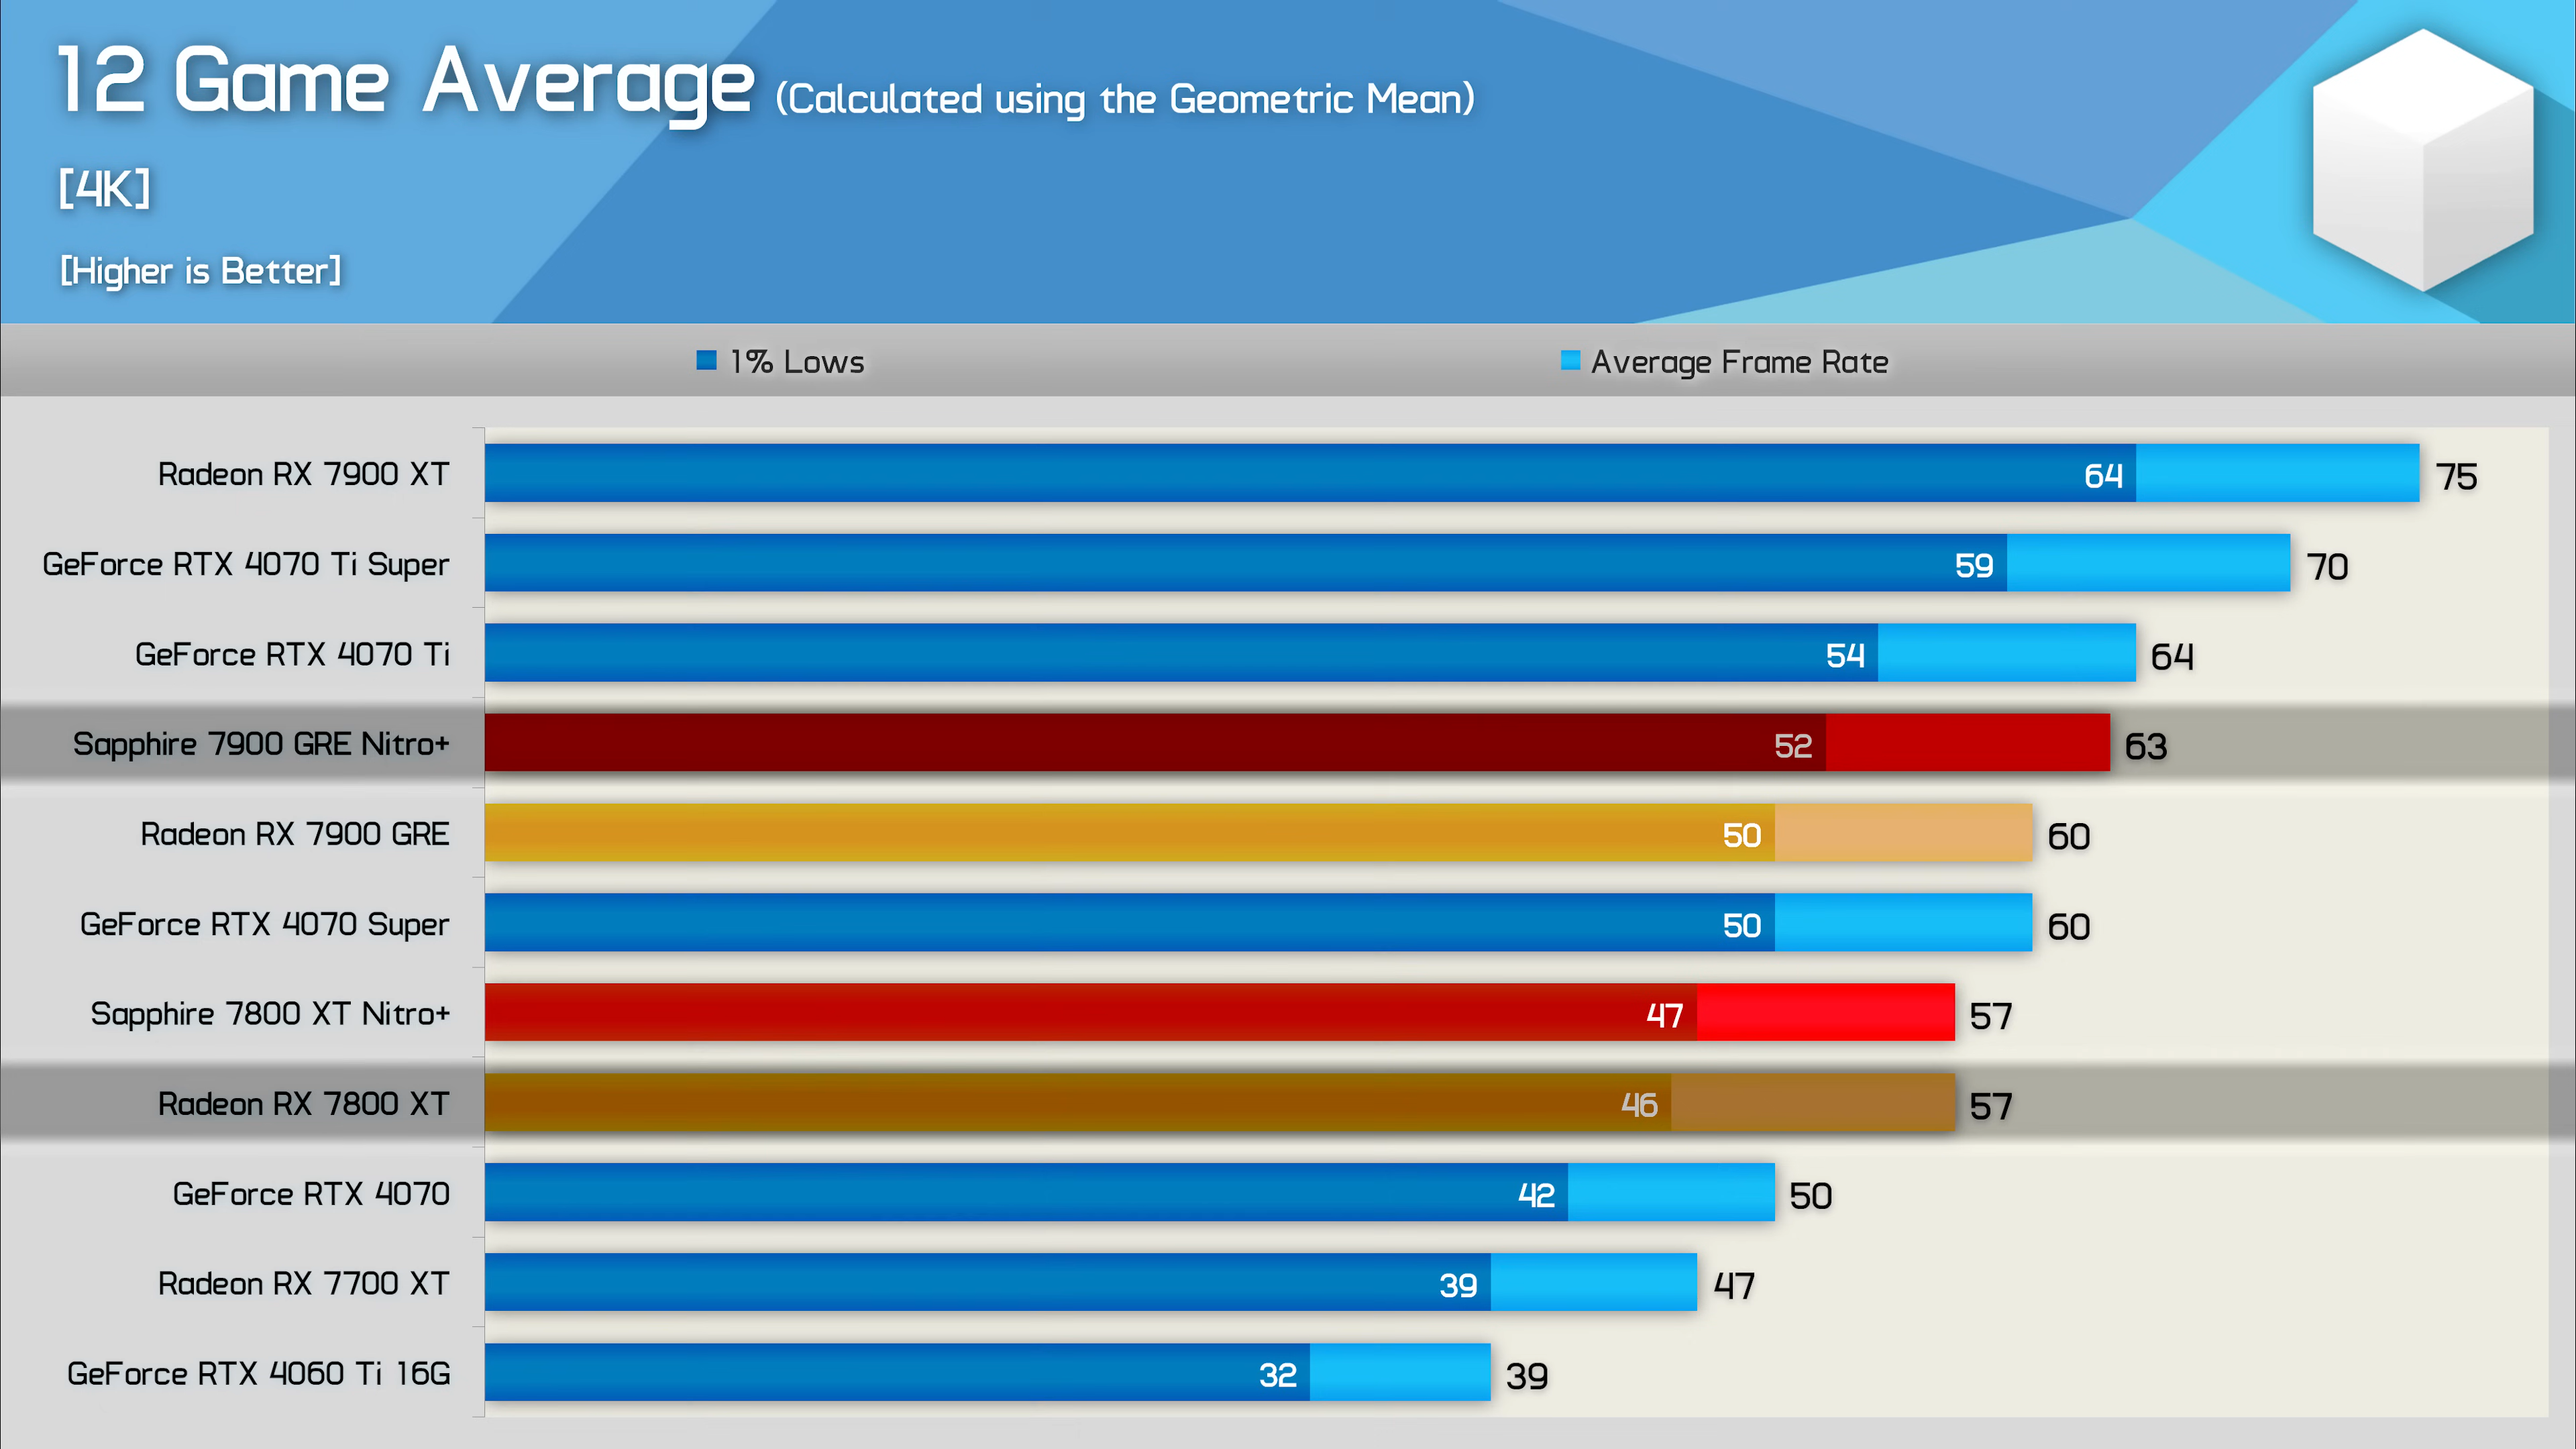 12 Game Average (Calculated using the Geometric Mean)
[4K]
[Higher is Better]
1% Lows Average Frame Rate
Radeon RX 7900 XT 64 75
GeForce RTX 4070 Ti Super 59 70
GeForce RTX 4070 Ti 54 64
Sapphire 7900 GRE Nitro+ 52 63
Radeon RX 7900 GRE 50 60
GeForce RTX 4070 Super 50 60
Sapphire 7800 XT Nitro+ 47 57
Radeon RX 7800 XT 46 57
GeForce RTX 4070 42 50
Radeon RX 7700 XT 39 47
GeForce RTX 4060 Ti 16G 32 39